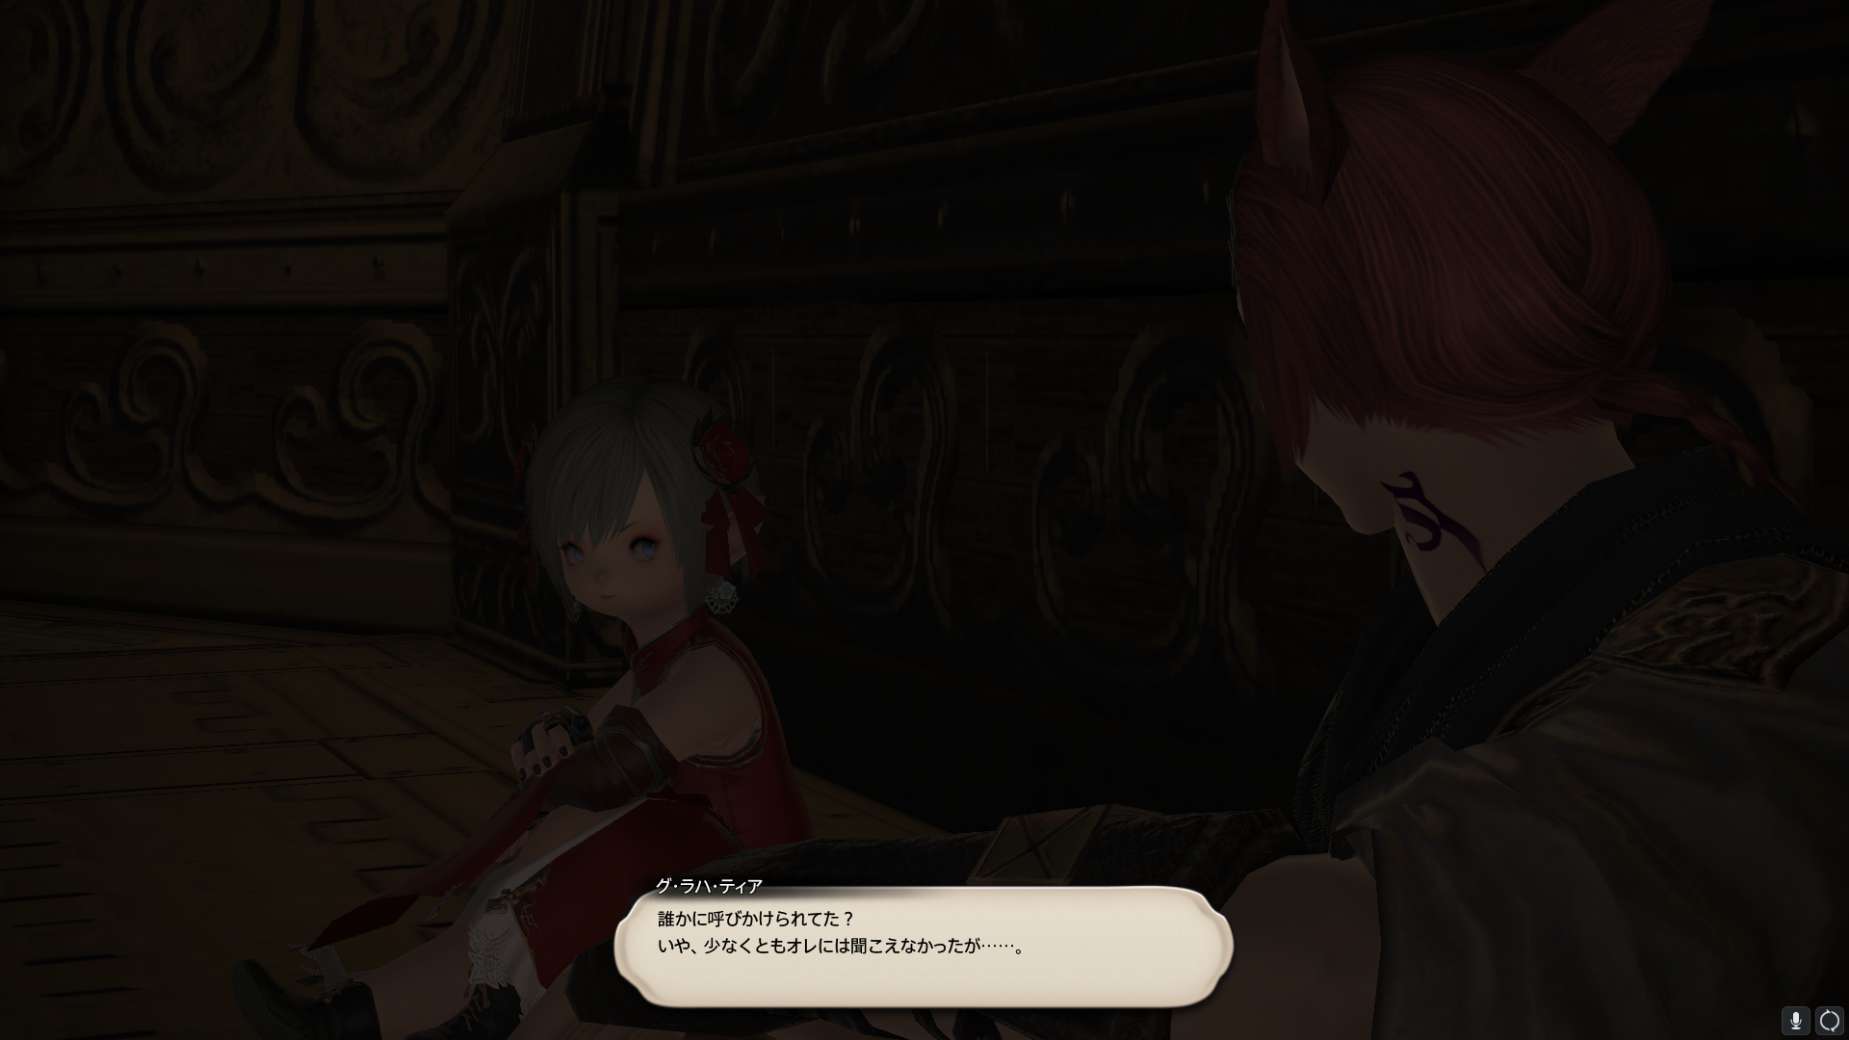 グ・ラハ・ティア
誰かに呼びかけられてた？
いや、少なくともオレには聞こえなかったが……。